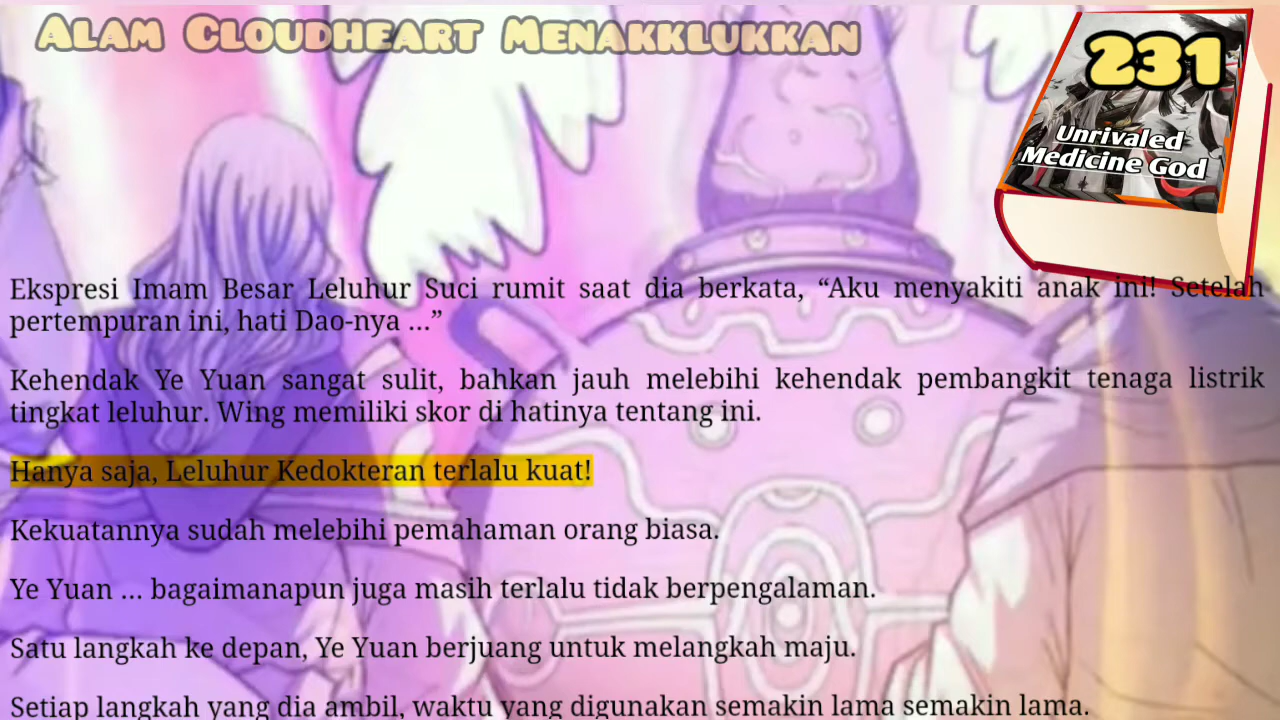 Alam Cloudheart Menakklukkan
231
Unrivaled
Medicine God
Ekspresi Imam Besar Leluhur Suci rumit saat dia berkata, “Aku menyakiti anak ini! Setelah
pertempuran ini, hati Dao-nya ...”
Kehendak Ye Yuan sangat sulit, bahkan jauh melebihi kehendak pembangkit tenaga listrik
tingkat leluhur. Wing memiliki skor di hatinya tentang ini.
Hanya saja, Leluhur Kedokteran terlalu kuat!
Kekuatannya sudah melebihi pemahaman orang biasa.
Ye Yuan ... bagaimanapun juga masih terlalu tidak berpengalaman.
Satu langkah ke depan, Ye Yuan berjuang untuk melangkah maju.
Setiap langkah yang dia ambil, waktu yang digunakan semakin lama semakin lama.